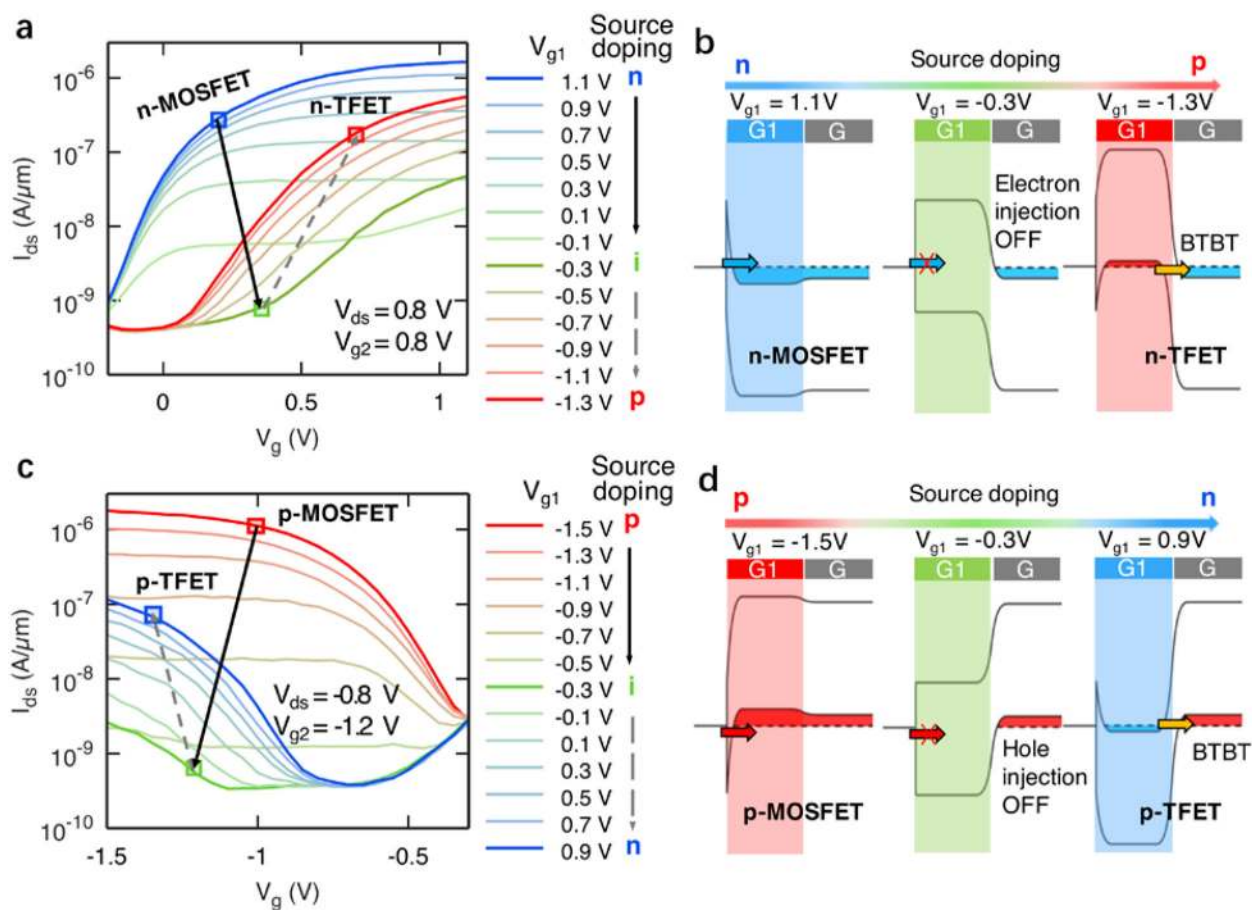 a
I_ds (A/μm)
10⁻⁶
10⁻⁷
10⁻⁸
10⁻⁹
10⁻¹⁰
n-MOSFET
n-TFET
V_ds = 0.8 V
V_g2 = 0.8 V
0
0.5
1
V_g (V)
V_g1
Source
doping
1.1 V
n
0.9 V
0.7 V
0.5 V
0.3 V
0.1 V
-0.1 V
-0.3 V
i
-0.5 V
-0.7 V
-0.9 V
-1.1 V
-1.3 V
p
b
Source doping
n
p
V_g1 = 1.1V
V_g1 = -0.3V
V_g1 = -1.3V
G1 G
G1 G
G1 G
Electron
injection
OFF
BTBT
n-MOSFET
n-TFET
c
I_ds (A/μm)
10⁻⁶
10⁻⁷
10⁻⁸
10⁻⁹
10⁻¹⁰
p-MOSFET
p-TFET
V_ds = -0.8 V
V_g2 = -1.2 V
-1.5
-1
-0.5
V_g (V)
V_g1
Source
doping
-1.5 V
p
-1.3 V
-1.1 V
-0.9 V
-0.7 V
-0.5 V
-0.3 V
i
-0.1 V
0.1 V
0.3 V
0.5 V
0.7 V
0.9 V
n
d
Source doping
p
n
V_g1 = -1.5V
V_g1 = -0.3V
V_g1 = 0.9V
G1 G
G1 G
G1 G
Hole
injection
OFF
BTBT
p-MOSFET
p-TFET